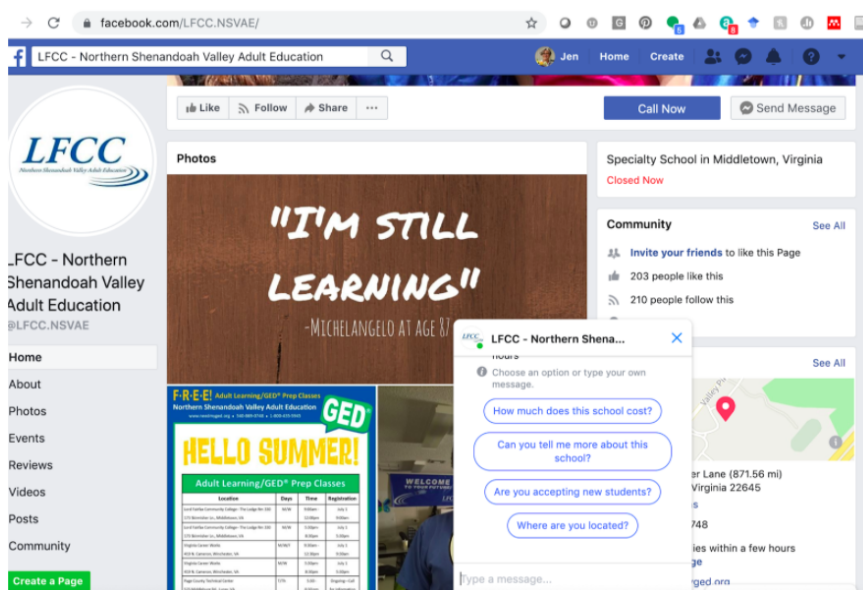 facebook.com/LFCC.NSVAE/
LFCC - Northern Shenandoah Valley Adult Education
Jen
Home
Create
Like
Follow
Share
Call Now
Send Message
LFCC
Northern Shenandoah Valley Adult Education
LFCC - Northern
Shenandoah Valley
Adult Education
@LFCC.NSVAE
Home
About
Photos
Events
Reviews
Videos
Posts
Community
Create a Page
Photos
"I'M STILL
LEARNING"
-MICHELANGELO AT AGE 87
F·R·E·E! Adult Learning/GED® Prep Classes
Northern Shenandoah Valley Adult Education
GED
HELLO SUMMER!
Adult Learning/GED® Prep Classes
Location Days Time Registration
WELCOME
TO YOUR FUTURE!
Specialty School in Middletown, Virginia
Closed Now
Community
See All
Invite your friends to like this Page
203 people like this
210 people follow this
See All
er Lane (871.56 mi)
Virginia 22645
748
ies within a few hours
ged.org
LFCC - Northern Shena...
hours
Choose an option or type your own
message.
How much does this school cost?
Can you tell me more about this
school?
Are you accepting new students?
Where are you located?
Type a message...